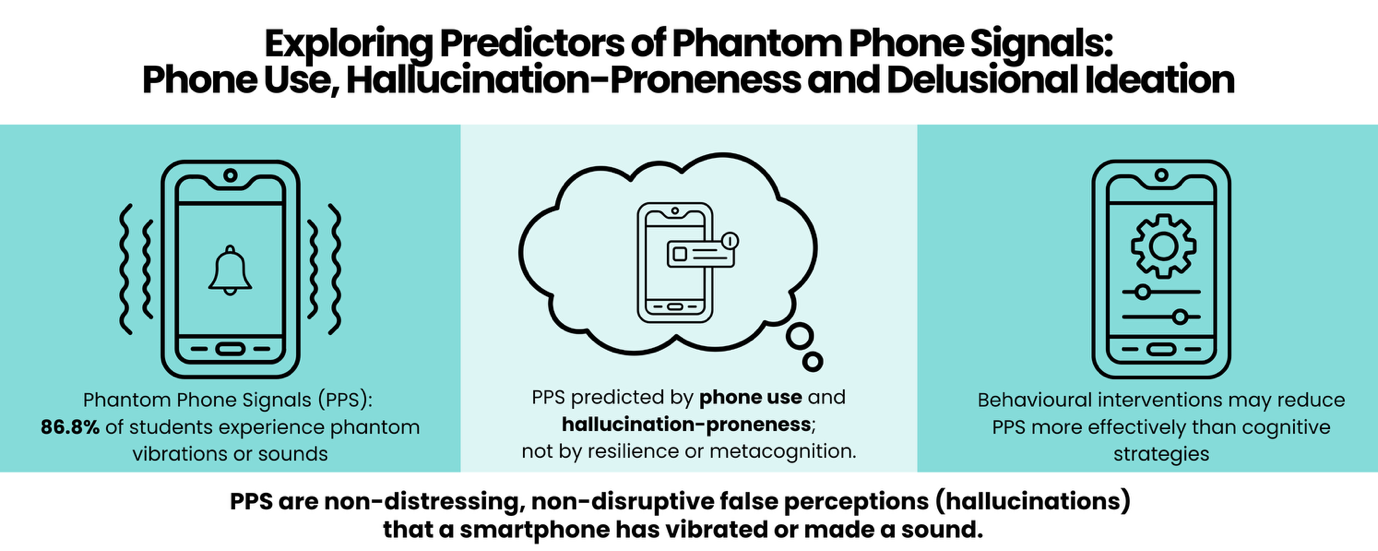 Exploring Predictors of Phantom Phone Signals:
Phone Use, Hallucination-Proneness and Delusional Ideation
Phantom Phone Signals (PPS):
86.8% of students experience phantom
vibrations or sounds
PPS predicted by phone use and
hallucination-proneness;
not by resilience or metacognition.
Behavioural interventions may reduce
PPS more effectively than cognitive
strategies
PPS are non-distressing, non-disruptive false perceptions (hallucinations)
that a smartphone has vibrated or made a sound.